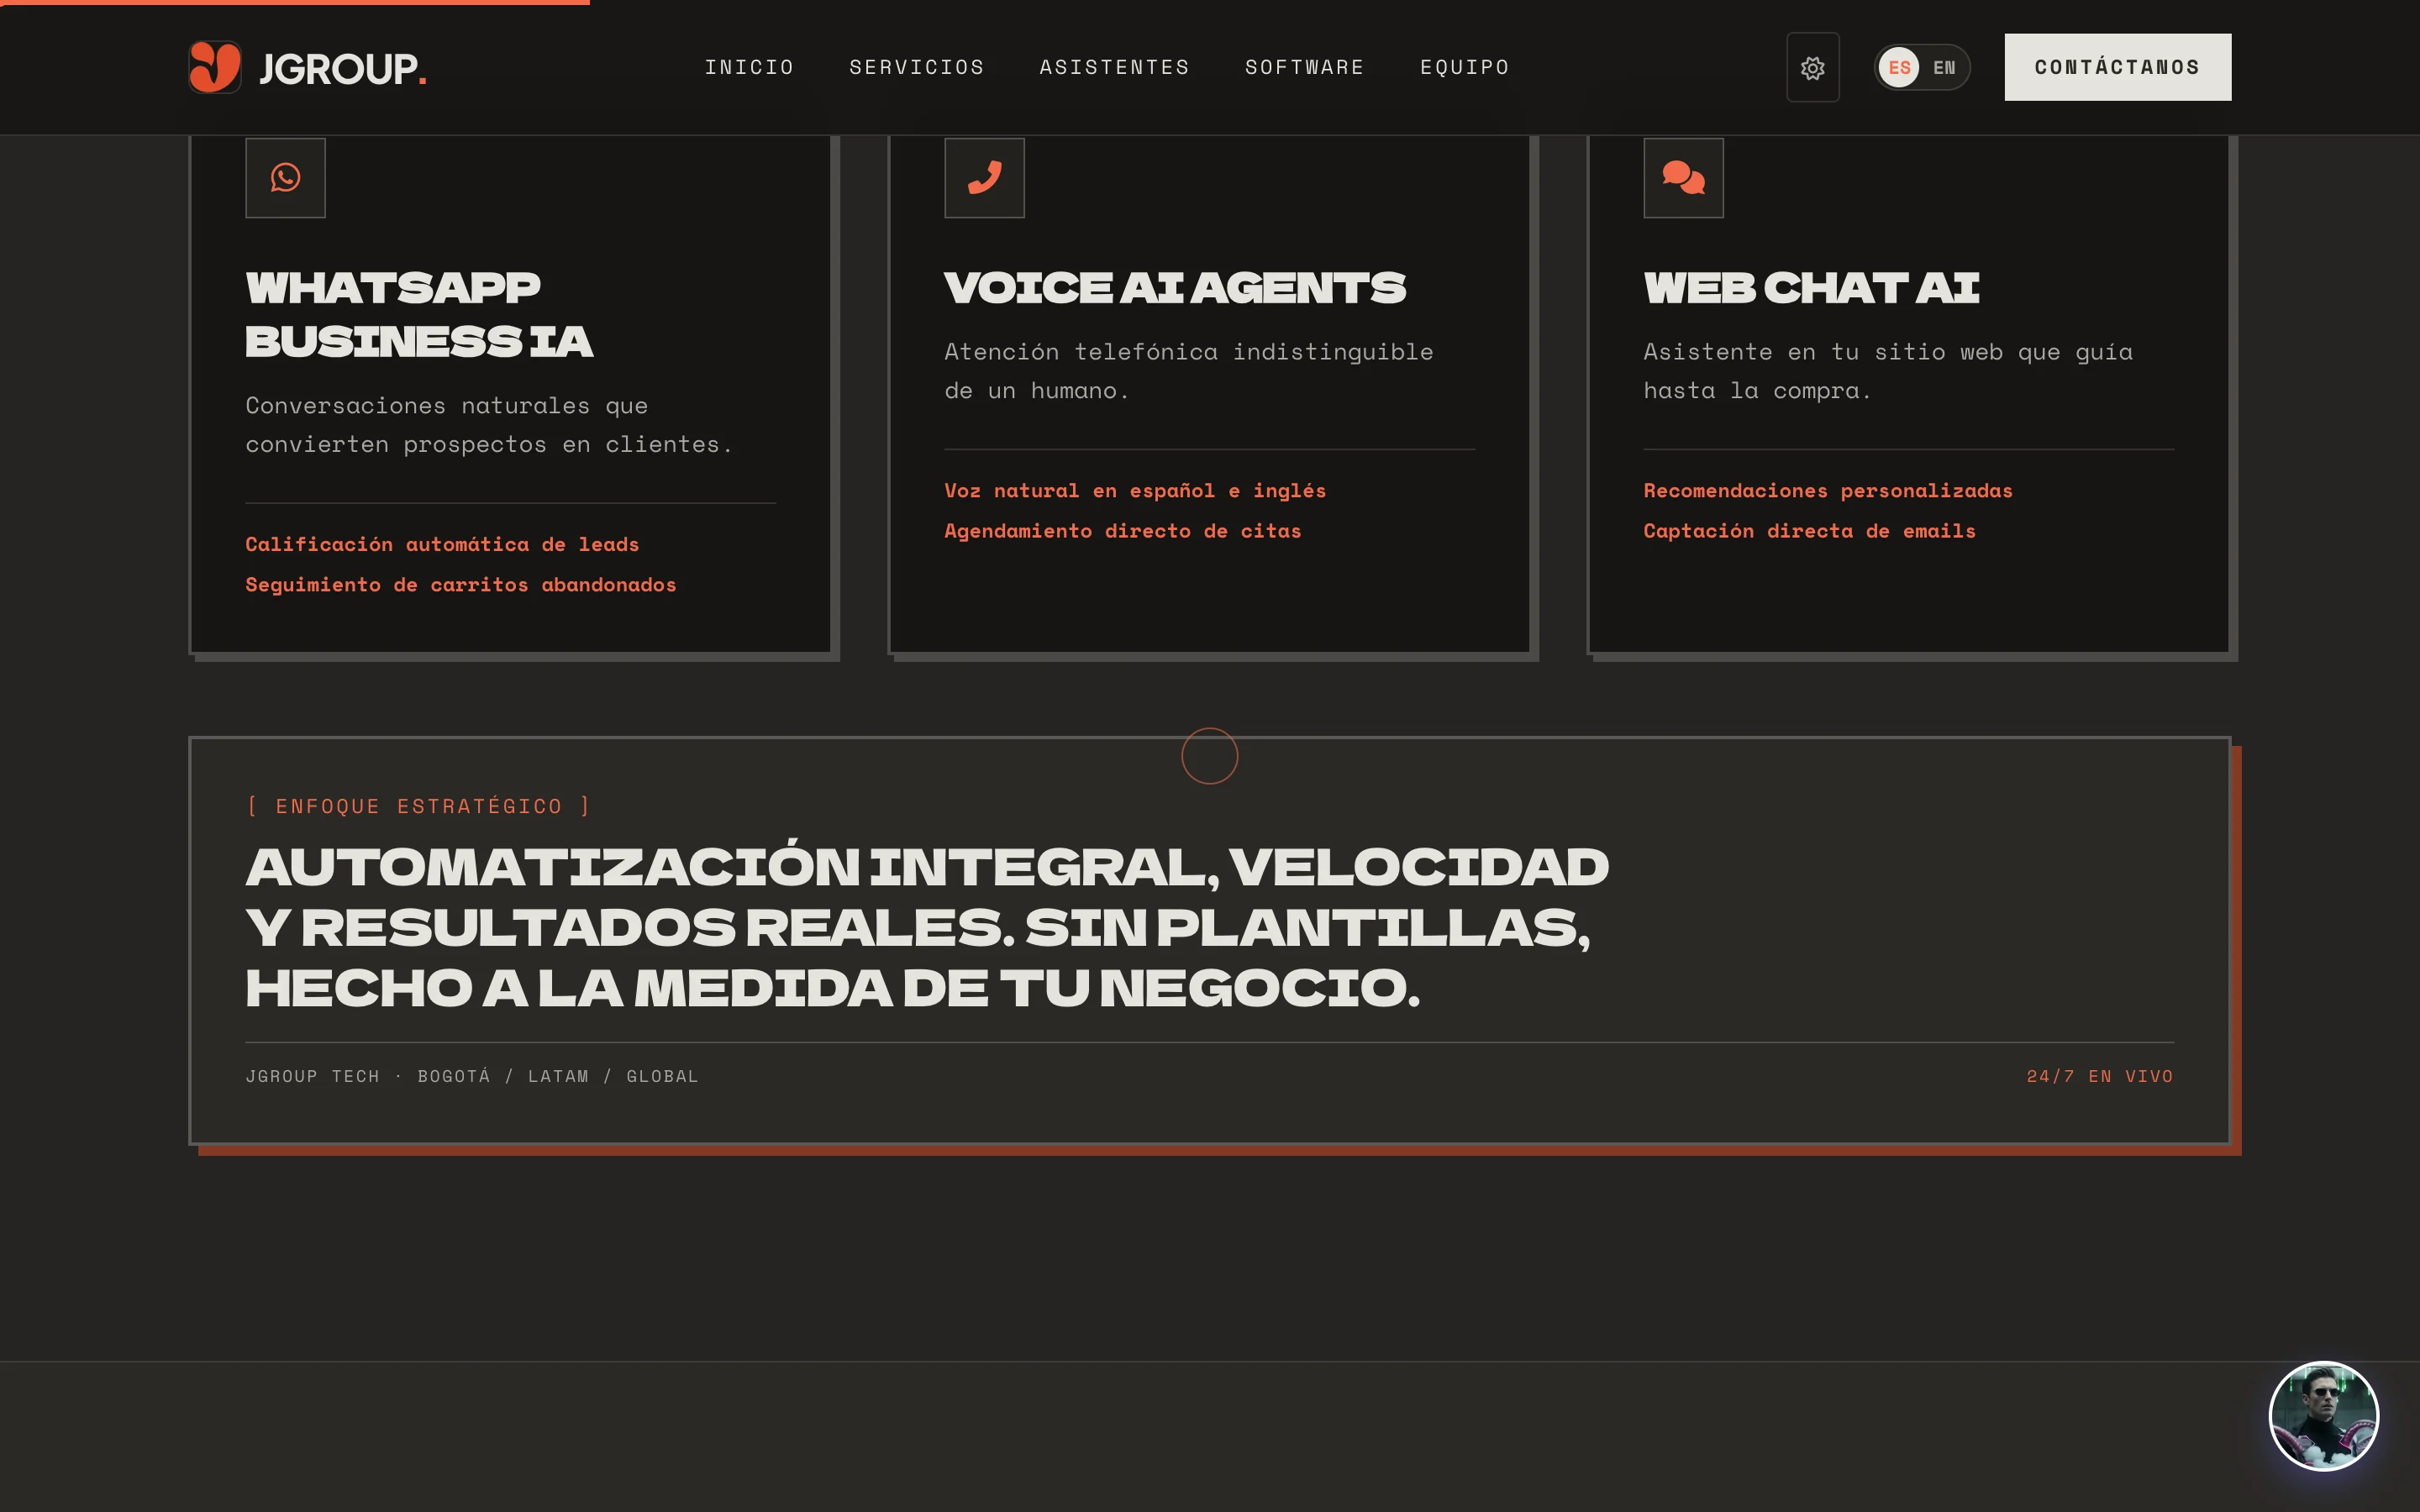 JGROUP.
INICIO
SERVICIOS
ASISTENTES
SOFTWARE
EQUIPO
ES
EN
CONTÁCTANOS
WHATSAPP
BUSINESS IA
Conversaciones naturales que
convierten prospectos en clientes.
Calificación automática de leads
Seguimiento de carritos abandonados
VOICE AI AGENTS
Atención telefónica indistinguible
de un humano.
Voz natural en español e inglés
Agendamiento directo de citas
WEB CHAT AI
Asistente en tu sitio web que guía
hasta la compra.
Recomendaciones personalizadas
Captación directa de emails
[ ENFOQUE ESTRATÉGICO ]
AUTOMATIZACIÓN INTEGRAL, VELOCIDAD
Y RESULTADOS REALES. SIN PLANTILLAS,
HECHO A LA MEDIDA DE TU NEGOCIO.
JGROUP TECH · BOGOTÁ / LATAM / GLOBAL
24/7 EN VIVO